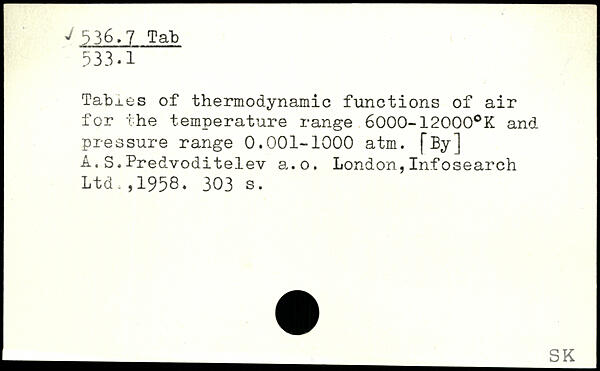 ✓ 536.7 Tab
533.1
Tables of thermodynamic functions of air
for the temperature range 6000-12000°K and
pressure range 0.001-1000 atm. [By]
A.S.Predvoditelev a.o. London,Infosearch
Ltd.,1958. 303 s.
SK